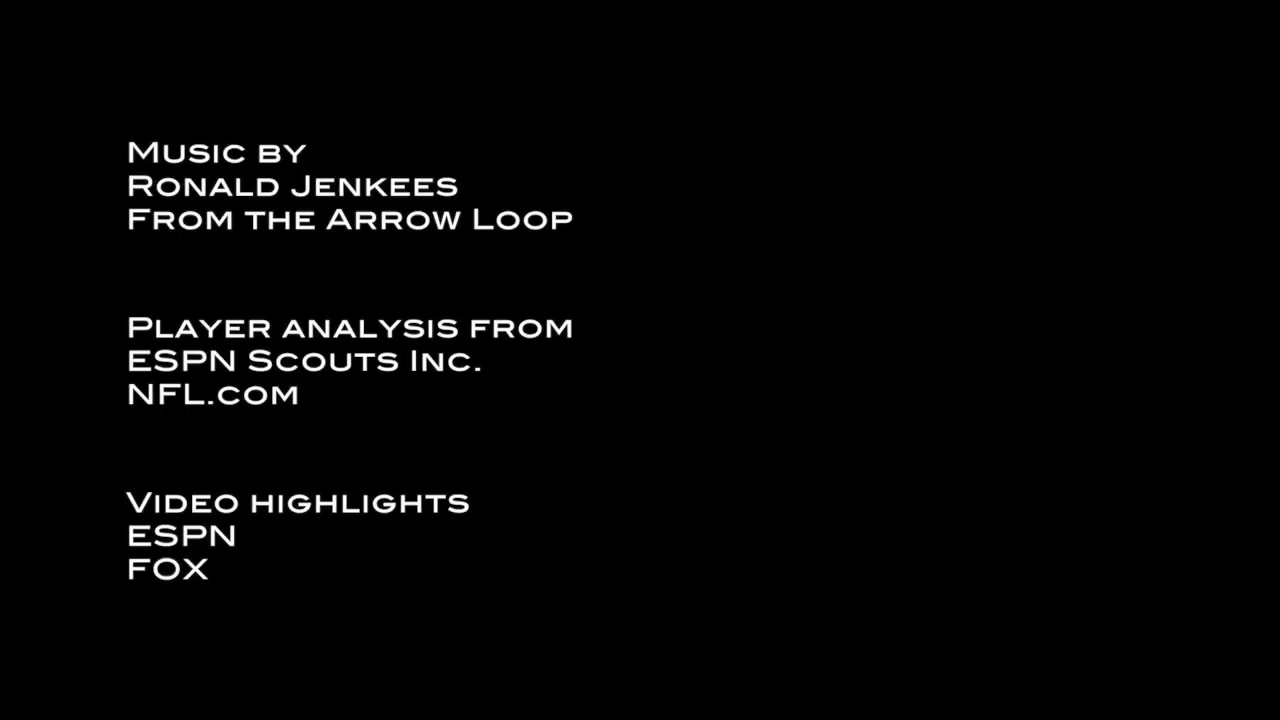 Music by
Ronald Jenkees
From the Arrow Loop
Player analysis from
ESPN Scouts Inc.
NFL.com
Video highlights
ESPN
FOX